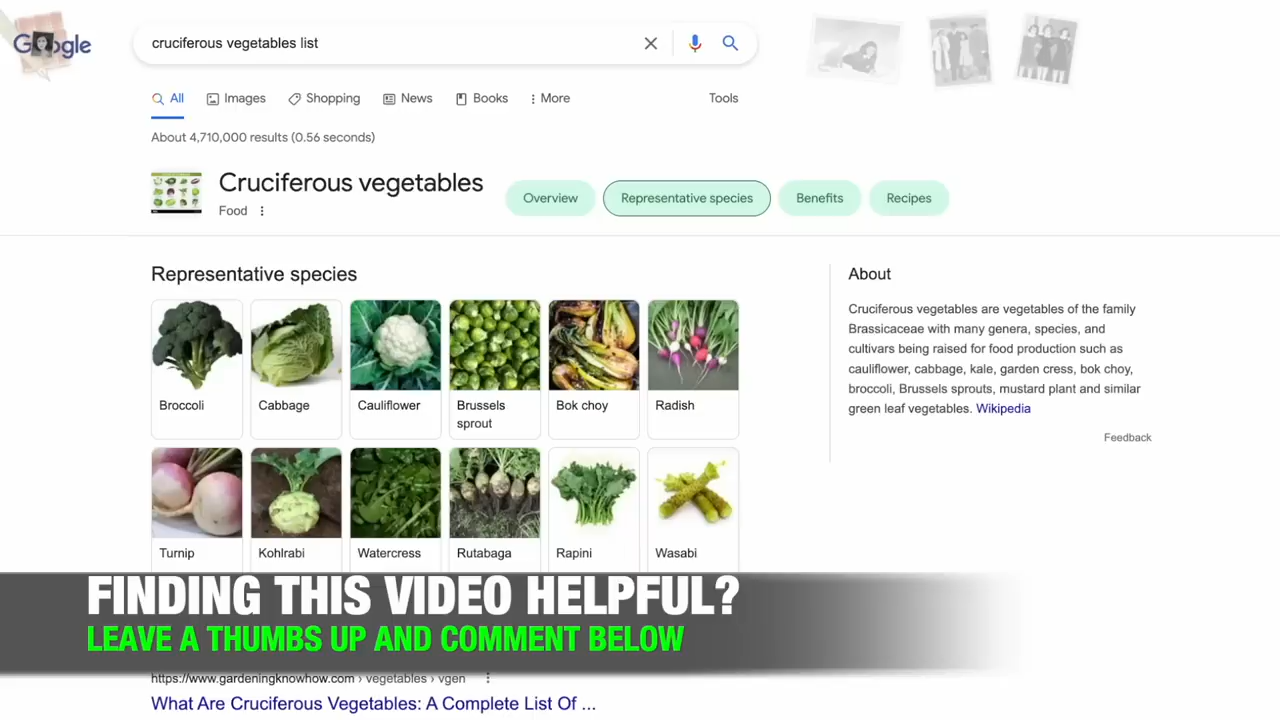 Google
cruciferous vegetables list
All
Images
Shopping
News
Books
More
Tools
About 4,710,000 results (0.56 seconds)
Cruciferous vegetables
Food
Overview
Representative species
Benefits
Recipes
Representative species
Broccoli
Cabbage
Cauliflower
Brussels
sprout
Bok choy
Radish
Turnip
Kohlrabi
Watercress
Rutabaga
Rapini
Wasabi
About
Cruciferous vegetables are vegetables of the family
Brassicaceae with many genera, species, and
cultivars being raised for food production such as
cauliflower, cabbage, kale, garden cress, bok choy,
broccoli, Brussels sprouts, mustard plant and similar
green leaf vegetables. Wikipedia
Feedback
FINDING THIS VIDEO HELPFUL?
LEAVE A THUMBS UP AND COMMENT BELOW
https://www.gardeningknowhow.com › vegetables › vgen
What Are Cruciferous Vegetables: A Complete List Of ...